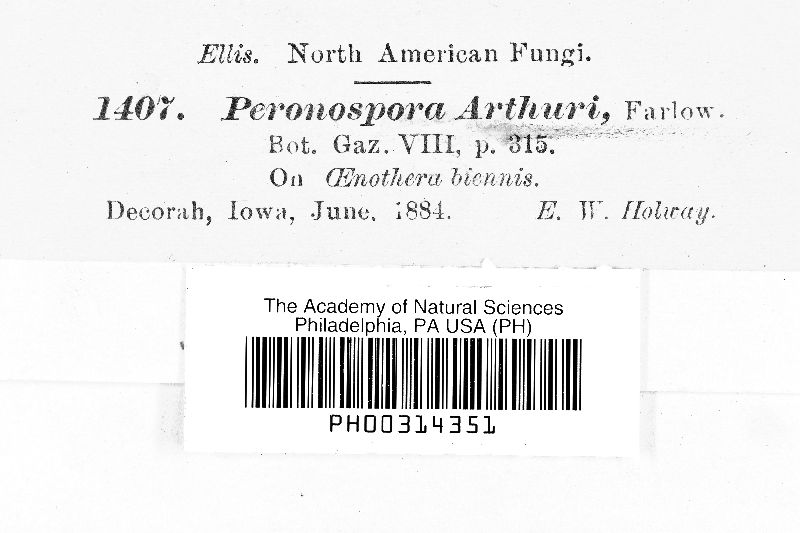 Ellis. North American Fungi.
1407. Peronospora Arthuri, Farlow.
Bot. Gaz. VIII, p. 315.
On Œnothera biennis.
Decorah, Iowa, June, 1884. E. W. Holway.
The Academy of Natural Sciences
Philadelphia, PA USA (PH)
PH00314351